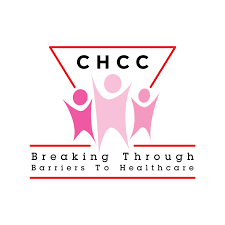 CHCC
Breaking Through
Barriers To Healthcare